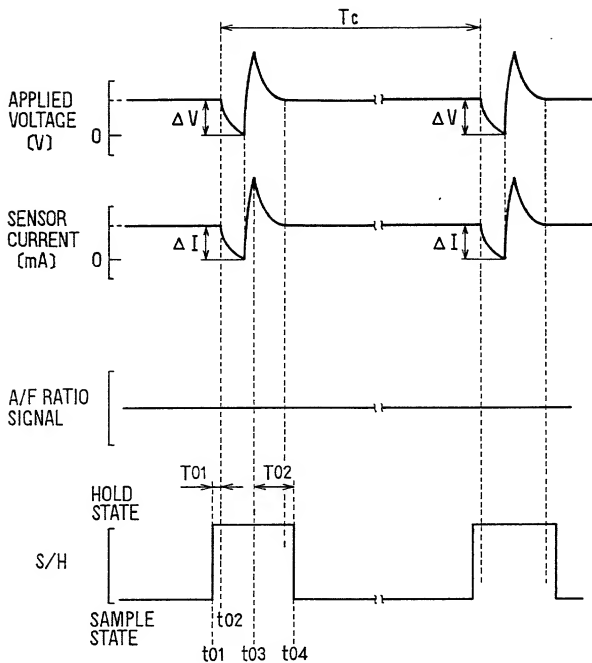 Tc
APPLIED
VOLTAGE
(V)
0
ΔV
ΔV
SENSOR
CURRENT
(mA)
0
ΔI
ΔI
A/F RATIO
SIGNAL
T01
T02
HOLD
STATE
S/H
SAMPLE
STATE
t02
t01
t03
t04